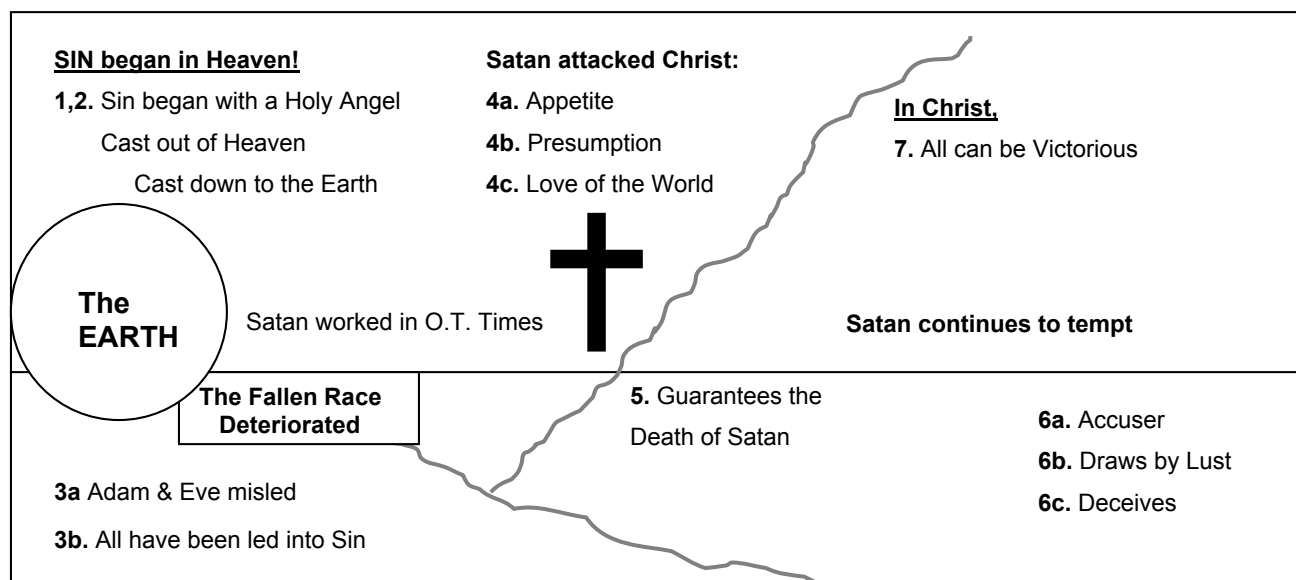 SIN began in Heaven!
1,2. Sin began with a Holy Angel
Cast out of Heaven
Cast down to the Earth
Satan attacked Christ:
4a. Appetite
4b. Presumption
4c. Love of the World
In Christ,
7. All can be Victorious
The
EARTH
Satan worked in O.T. Times
Satan continues to tempt
The Fallen Race
Deteriorated
3a Adam & Eve misled
3b. All have been led into Sin
5. Guarantees the
Death of Satan
6a. Accuser
6b. Draws by Lust
6c. Deceives